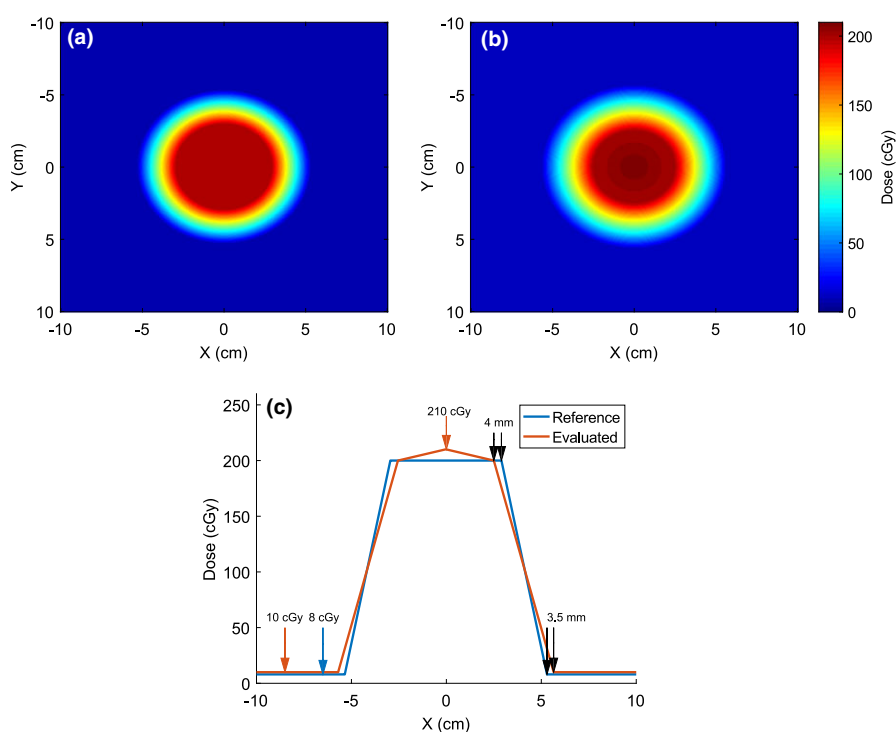 (a)
-10
-5
0
5
10
Y (cm)
-10 -5 0 5 10
X (cm)
(b)
-10
-5
0
5
10
Y (cm)
-10 -5 0 5 10
X (cm)
200
150
100
50
0
Dose (cGy)
(c)
250
200
150
100
50
0
Dose (cGy)
210 cGy
4 mm
Reference
Evaluated
10 cGy
8 cGy
3.5 mm
-10 -5 0 5 10
X (cm)